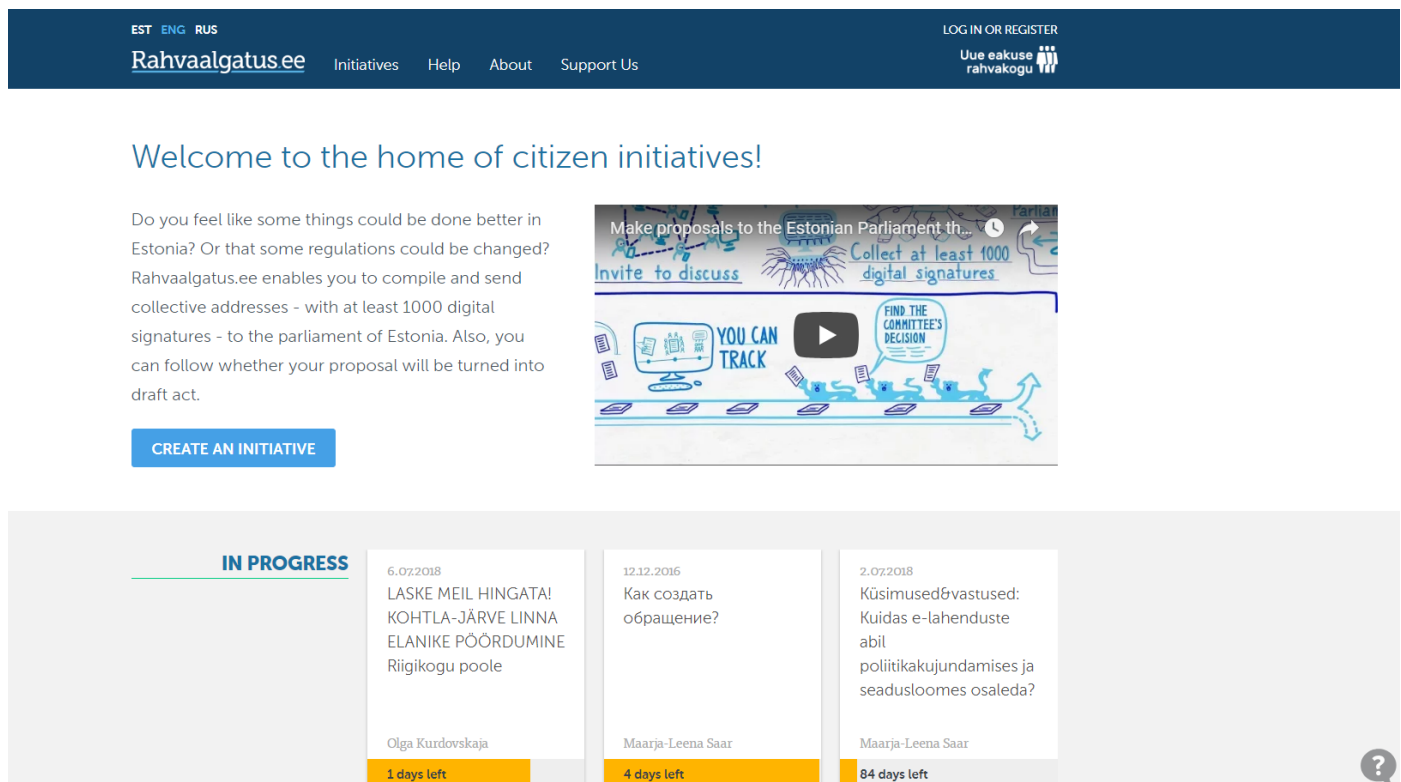 EST ENG RUS
LOG IN OR REGISTER
Rahvaalgatus.ee
Initiatives Help About Support Us
Uue eakuse
rahvakogu
Welcome to the home of citizen initiatives!
Do you feel like some things could be done better in
Estonia? Or that some regulations could be changed?
Rahvaalgatus.ee enables you to compile and send
collective addresses - with at least 1000 digital
signatures - to the parliament of Estonia. Also, you
can follow whether your proposal will be turned into
draft act.
CREATE AN INITIATIVE
Make proposals to the Estonian Parliament th...
Invite to discuss
Collect at least 1000
digital signatures
YOU CAN
TRACK
FIND THE
COMMITTEE'S
DECISION
IN PROGRESS
6.07.2018
LASKE MEIL HINGATA!
KOHTLA-JÄRVE LINNA
ELANIKE PÖÖRDUMINE
Riigikogu poole
Olga Kurdovskaja
1 days left
12.12.2016
Как создать
обращение?
Maarja-Leena Saar
4 days left
2.07.2018
Küsimused&vastused:
Kuidas e-lahenduste
abil
poliitikakujundamises ja
seadusloomes osaleda?
Maarja-Leena Saar
84 days left
?